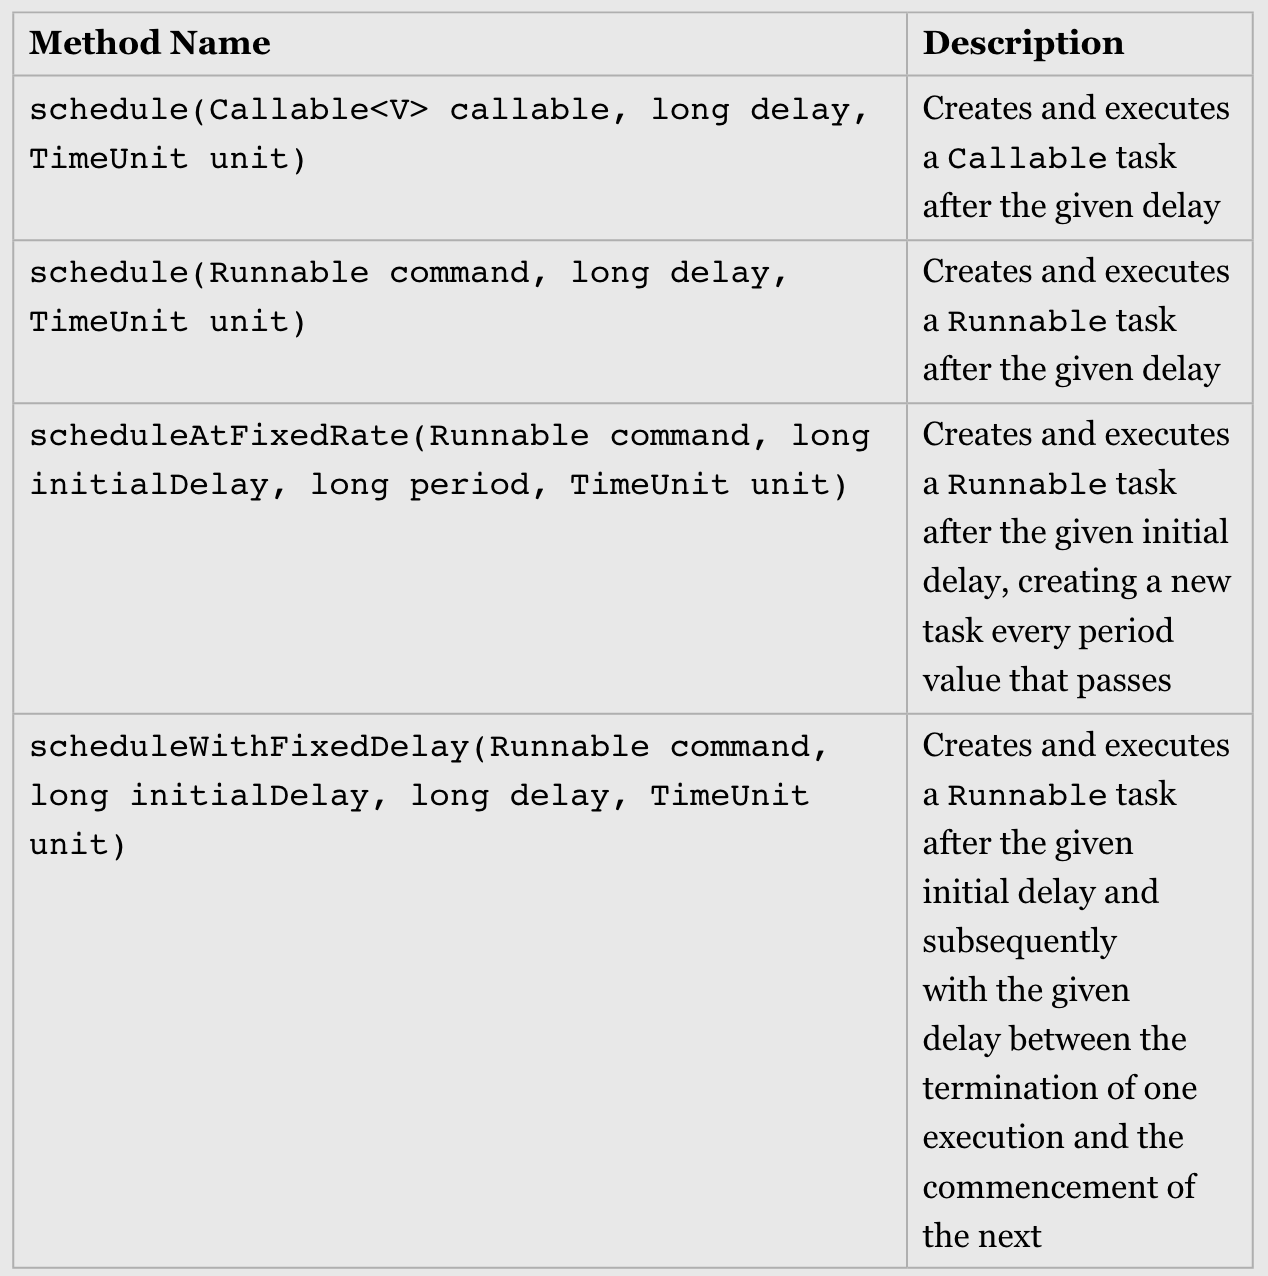 Method Name
Description
schedule(Callable<V> callable, long delay,
TimeUnit unit)
Creates and executes
a Callable task
after the given delay
schedule(Runnable command, long delay,
TimeUnit unit)
Creates and executes
a Runnable task
after the given delay
scheduleAtFixedRate(Runnable command, long
initialDelay, long period, TimeUnit unit)
Creates and executes
a Runnable task
after the given initial
delay, creating a new
task every period
value that passes
scheduleWithFixedDelay(Runnable command,
long initialDelay, long delay, TimeUnit
unit)
Creates and executes
a Runnable task
after the given
initial delay and
subsequently
with the given
delay between the
termination of one
execution and the
commencement of
the next